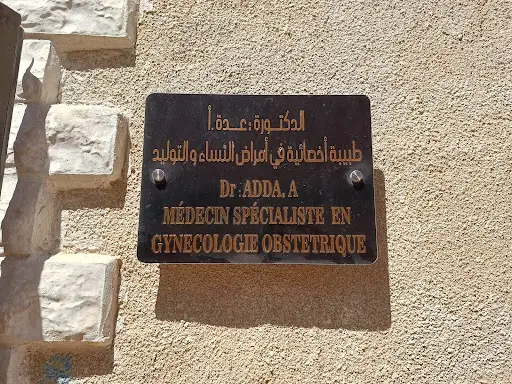 الدكتورة : عدة . أ
طبيبة أخصائية في أمراض النساء والتوليد
Dr : ADDA, A
MÉDECIN SPÉCIALISTE EN
GYNECOLOGIE OBSTETRIQUE